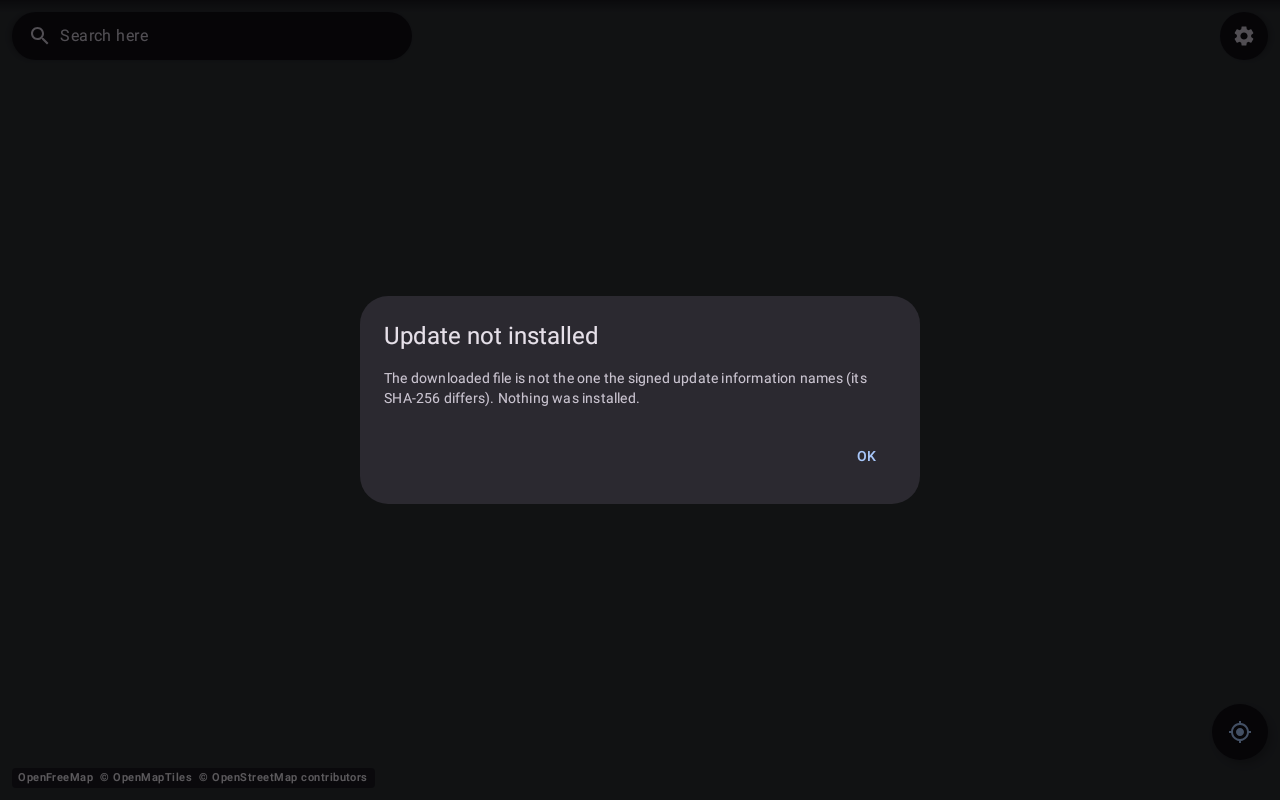 Search here
Update not installed
The downloaded file is not the one the signed update information names (its
SHA-256 differs). Nothing was installed.
OK
OpenFreeMap © OpenMapTiles © OpenStreetMap contributors